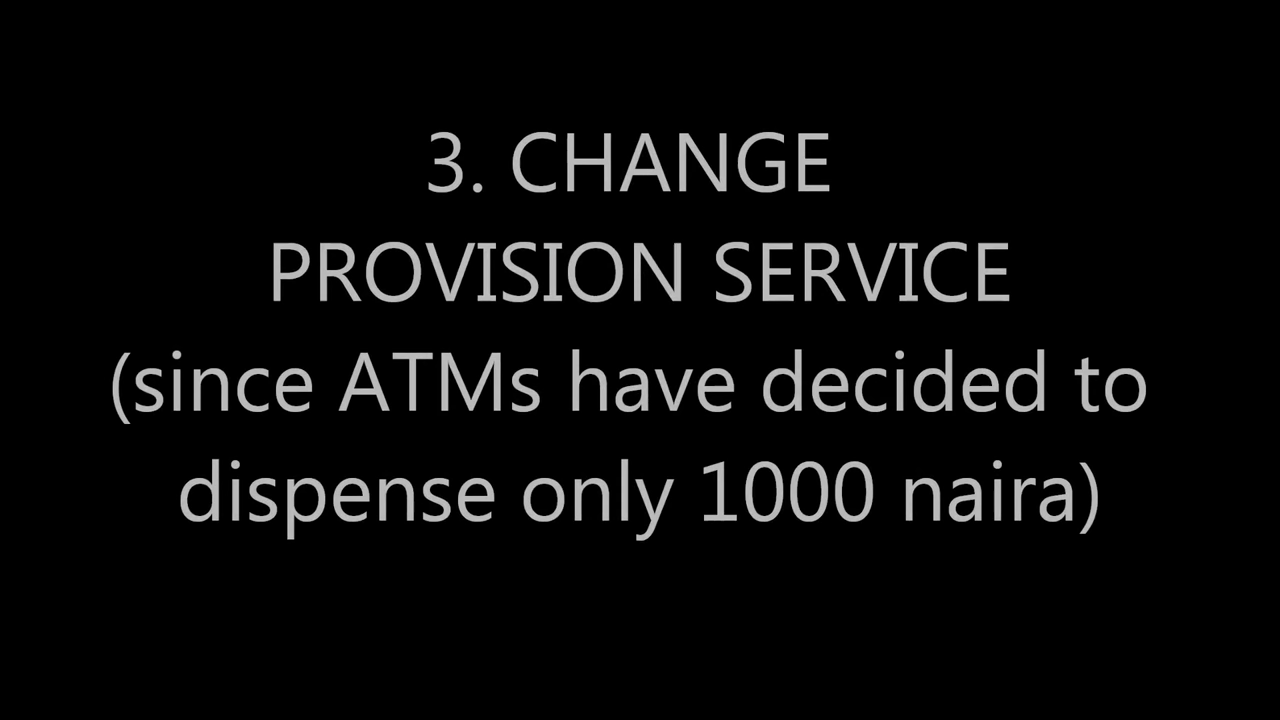 3. CHANGE
PROVISION SERVICE
(since ATMs have decided to
dispense only 1000 naira)